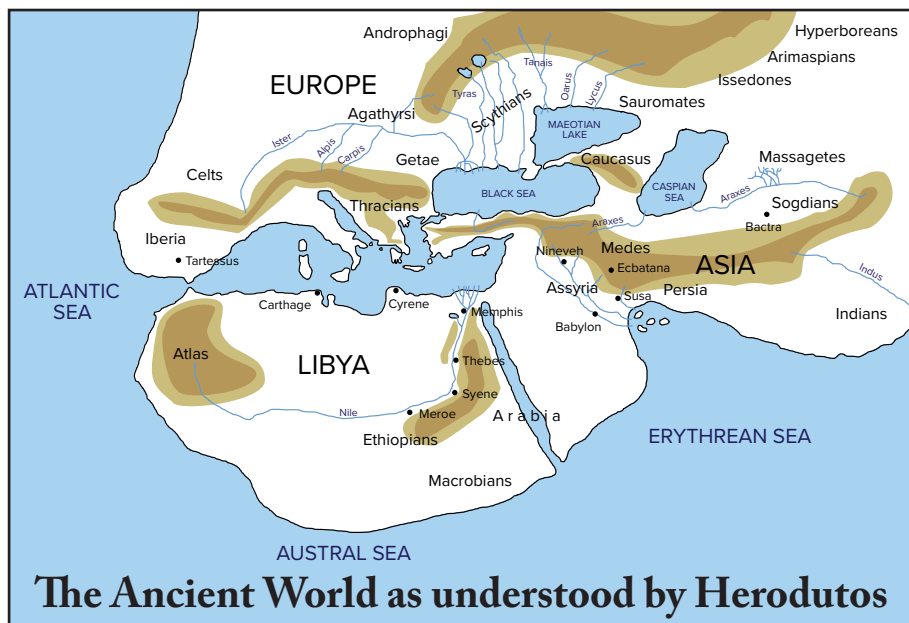 Hyperboreans
Androphagi
Arimaspians
Issedones
EUROPE
Tanais
Oarus
Lycus
Tyras
Scythians
Sauromates
Agathyrsi
MAEOTIAN
LAKE
Ister
Alpis
Carpis
Getae
Caucasus
Massagetes
Celts
BLACK SEA
CASPIAN
SEA
Araxes
Sogdians
Thracians
Araxes
Bactra
Iberia
Nineveh
Medes
Tartessus
Ecbatana
ASIA
Indus
ATLANTIC
SEA
Assyria
Susa
Persia
Carthage
Cyrene
Memphis
Babylon
Indians
Atlas
LIBYA
Thebes
Syene
Nile
Meroe
Arabia
Ethiopians
ERYTHREAN SEA
Macrobians
AUSTRAL SEA
The Ancient World as understood by Herodutos